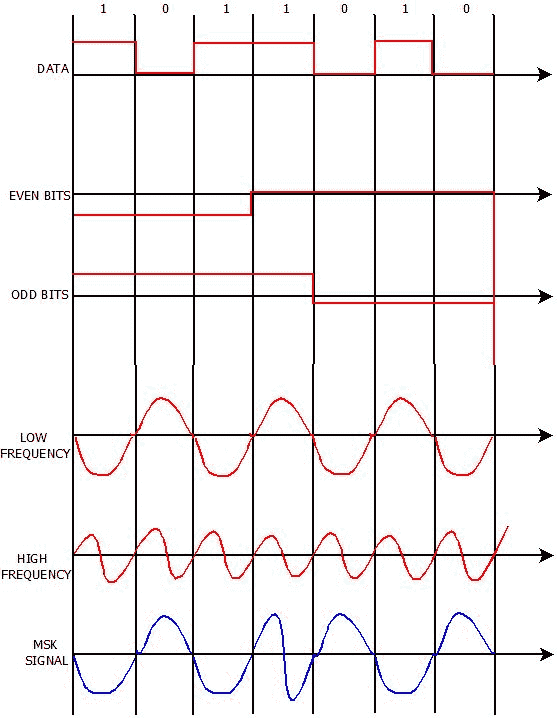 1 0 1 1 0 1 0
DATA
EVEN BITS
ODD BITS
LOW
FREQUENCY
HIGH
FREQUENCY
MSK
SIGNAL